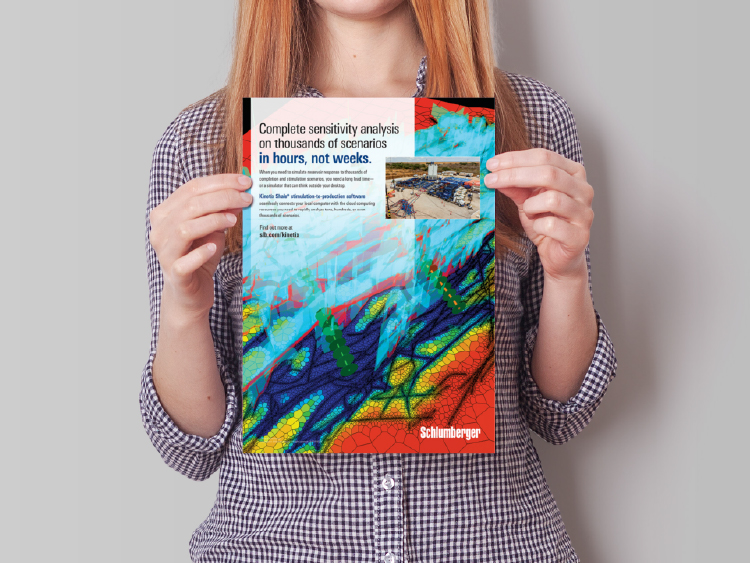 Complete sensitivity analysis
on thousands of scenarios
in hours, not weeks.
When you need to simulate reservoir response to thousands of
completion and stimulation scenarios, you need a long lead time—
or a simulator that can think outside your desktop.
Kinetix Shale* stimulation-to-production software
seamlessly connects your local computer with the cloud computing
thousands of scenarios.
Find out more at
slb.com/kinetix
Schlumberger